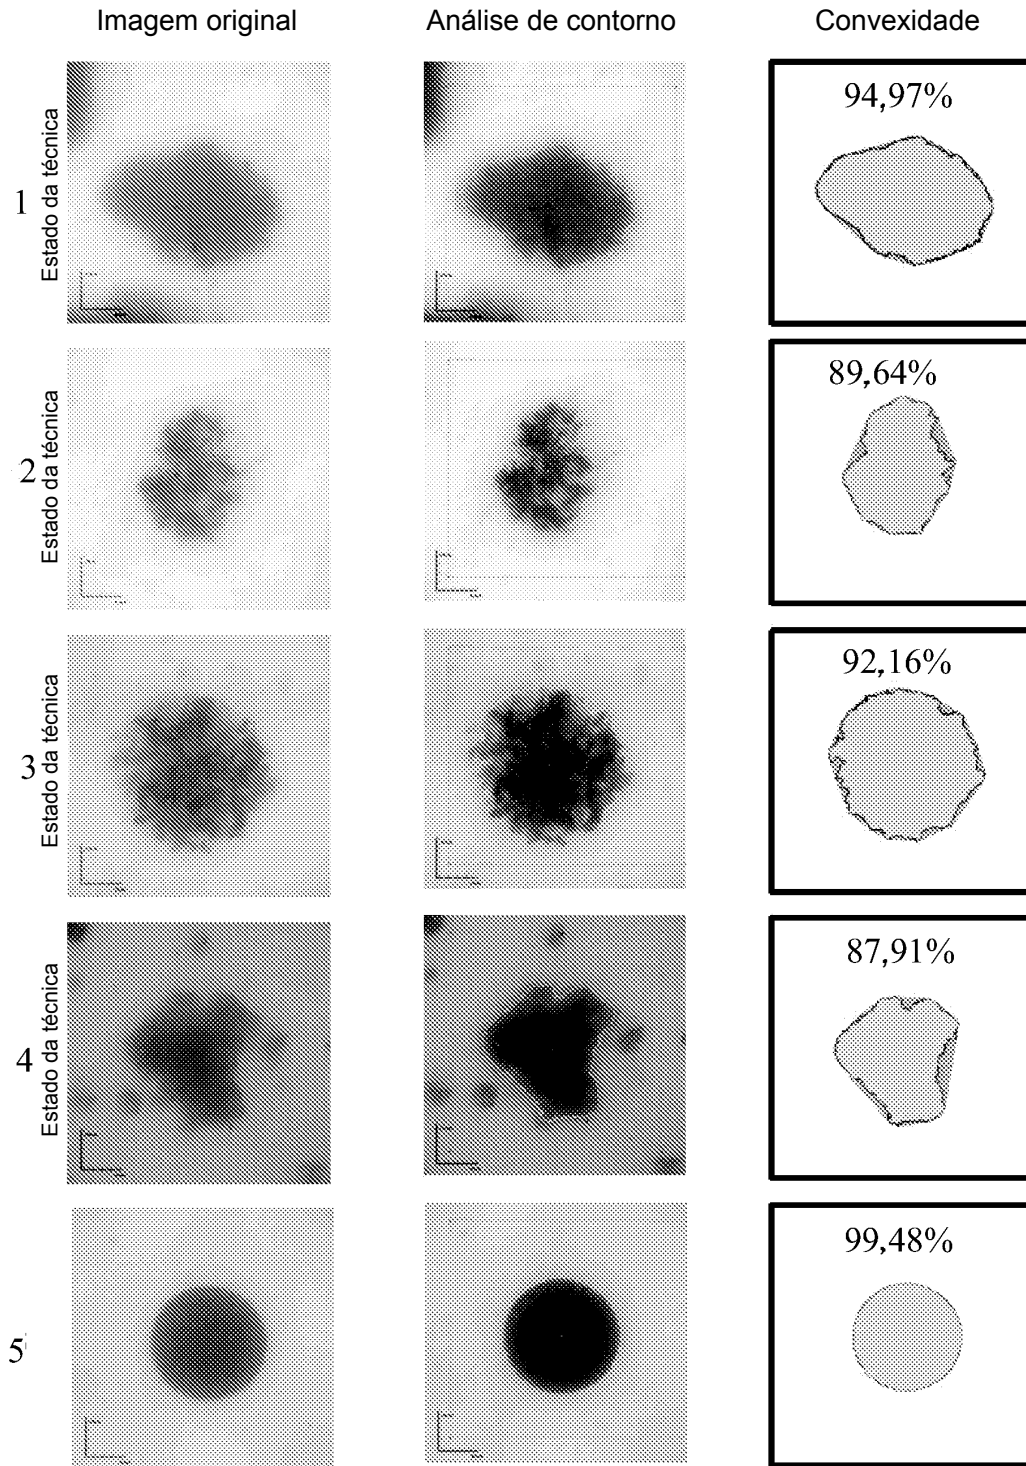 Imagem original
Análise de contorno
Convexidade
1
Estado da técnica
94,97%
2
Estado da técnica
89,64%
3
Estado da técnica
92,16%
4
Estado da técnica
87,91%
5
99,48%